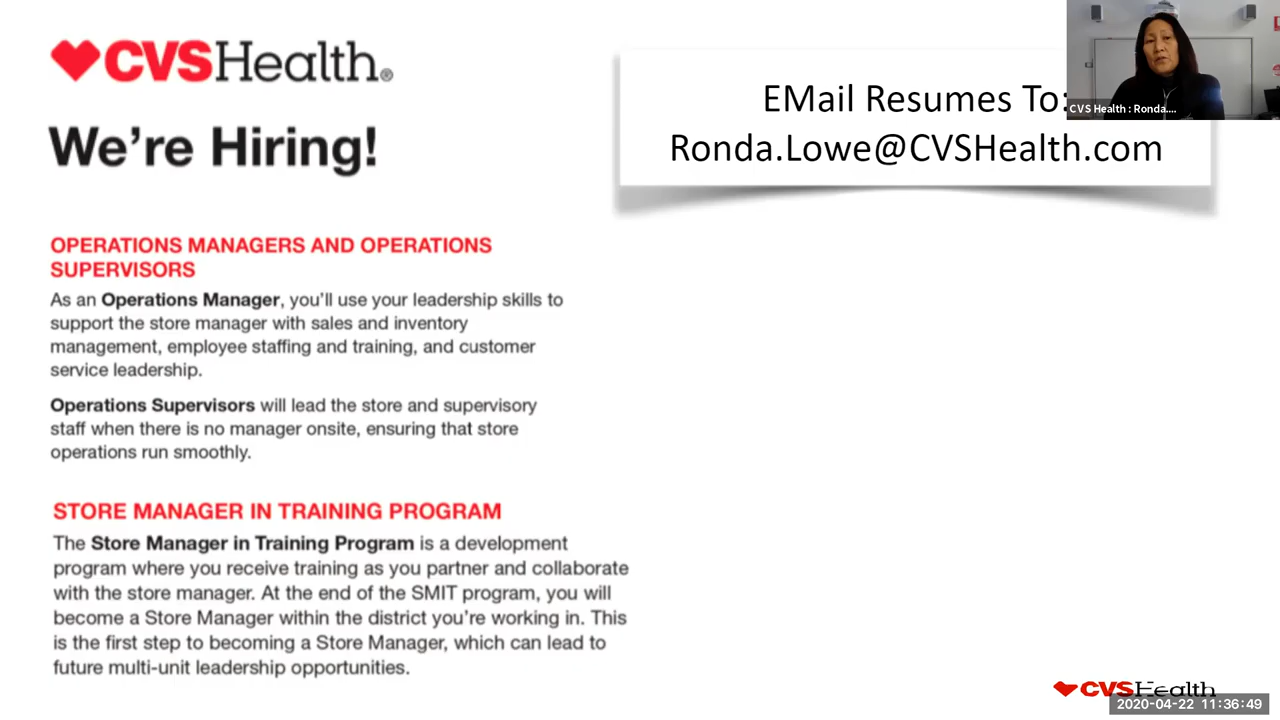 CVSHealth®
We're Hiring!
EMail Resumes To:
Ronda.Lowe@CVSHealth.com
CVS Health : Ronda....
OPERATIONS MANAGERS AND OPERATIONS
SUPERVISORS
As an Operations Manager, you'll use your leadership skills to
support the store manager with sales and inventory
management, employee staffing and training, and customer
service leadership.
Operations Supervisors will lead the store and supervisory
staff when there is no manager onsite, ensuring that store
operations run smoothly.
STORE MANAGER IN TRAINING PROGRAM
The Store Manager in Training Program is a development
program where you receive training as you partner and collaborate
with the store manager. At the end of the SMIT program, you will
become a Store Manager within the district you're working in. This
is the first step to becoming a Store Manager, which can lead to
future multi-unit leadership opportunities.
CVSHealth
2020-04-22 11:36:49